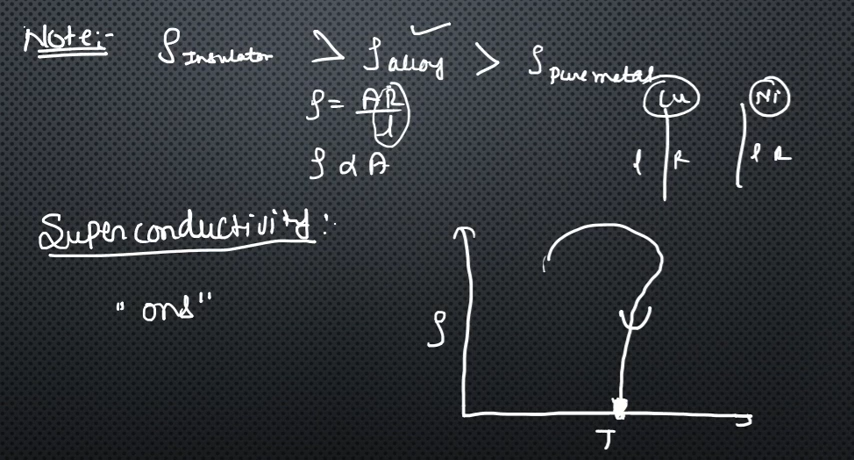 Note:- ρ Insulator > ρ alloy > ρ pure metal
Cu Ni
ρ = AR/l
ρ α A
l R l R
Superconductivity :-
"ons"
ρ
T